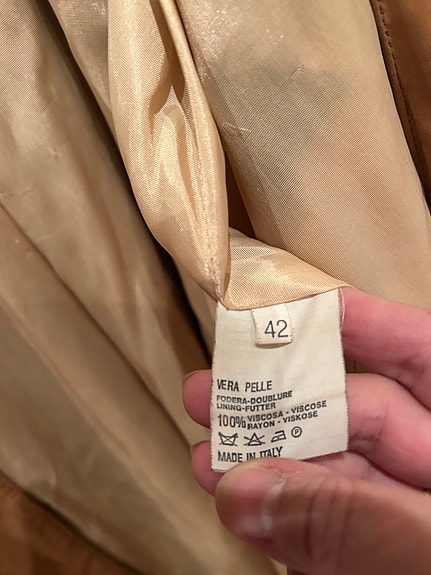 42
VERA PELLE
FODERA-DOUBLURE
LINING-FUTTER
100% VISCOSA - VISCOSE
RAYON - VISKOSE
P
MADE IN ITALY